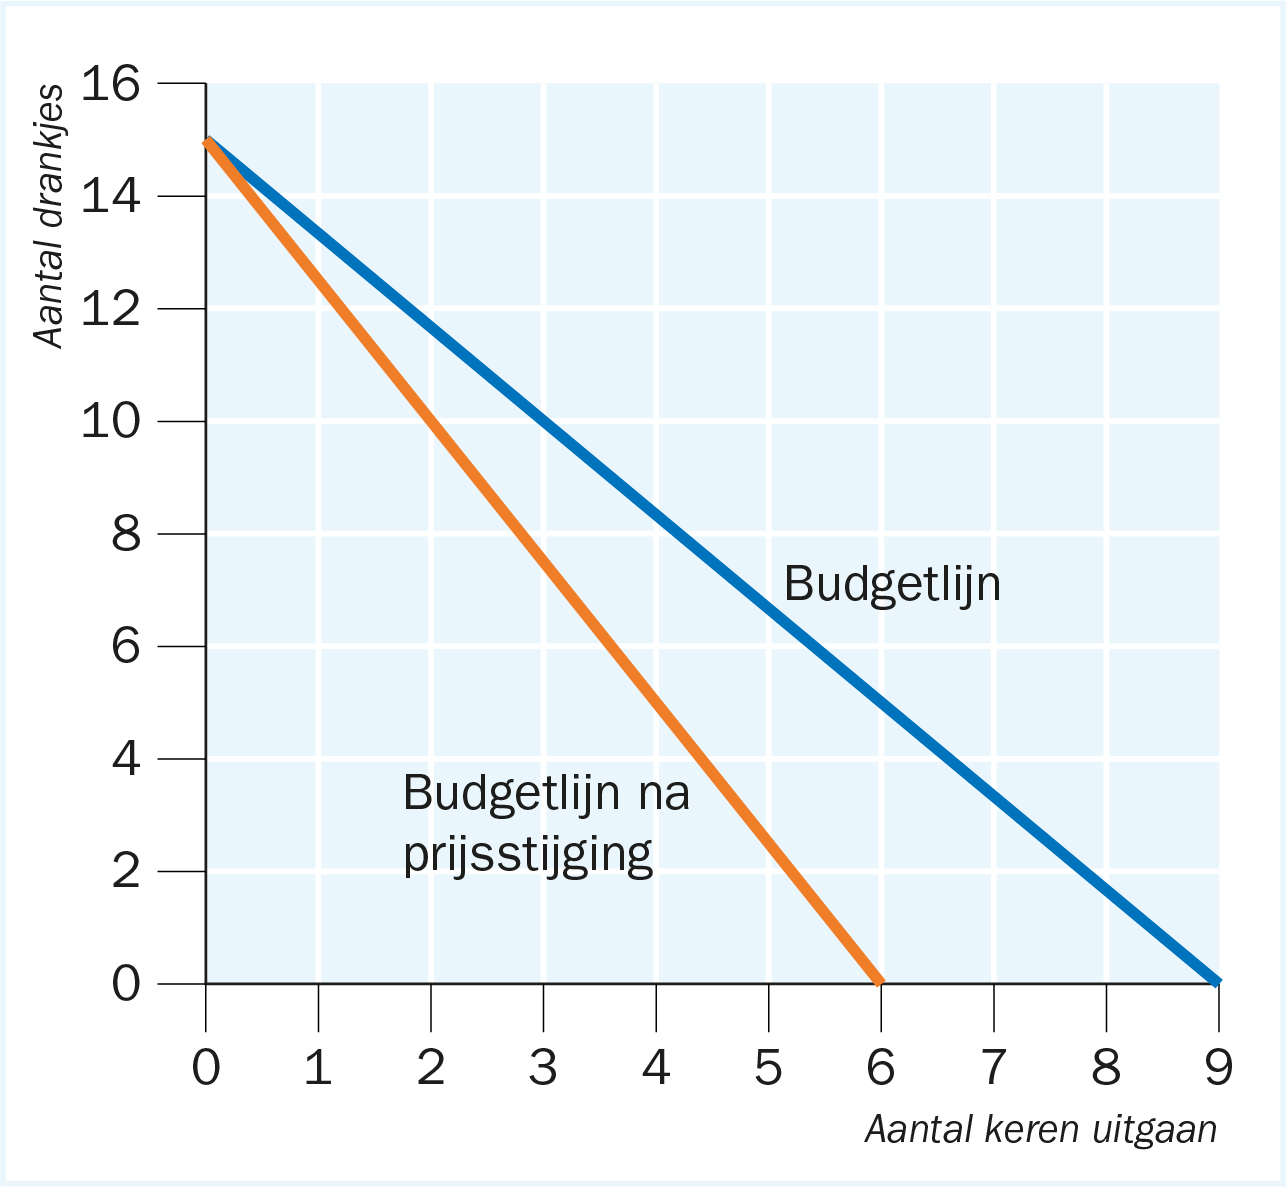 Aantal drankjes
16
14
12
10
8
6
4
2
0
Budgetlijn
Budgetlijn na
prijsstijging
0 1 2 3 4 5 6 7 8 9
Aantal keren uitgaan